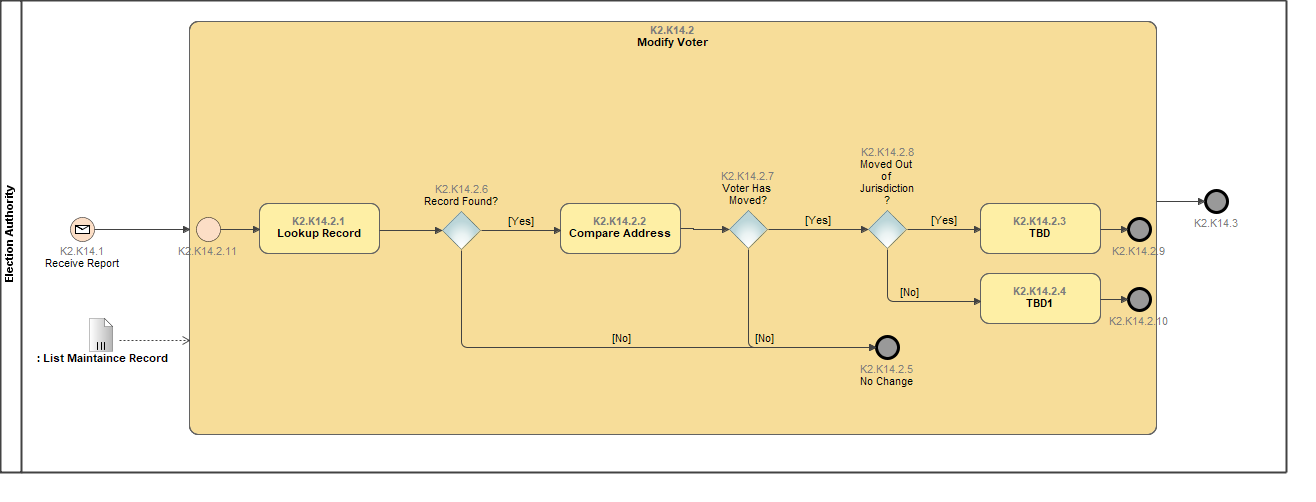 K2.K14.2
Modify Voter
Election Authority
K2.K14.1
Receive Report
: List Maintaince Record
K2.K14.2.11
K2.K14.2.1
Lookup Record
K2.K14.2.6
Record Found?
[Yes]
[No]
K2.K14.2.2
Compare Address
K2.K14.2.7
Voter Has
Moved?
[Yes]
[No]
K2.K14.2.8
Moved Out
of
Jurisdiction
?
[Yes]
[No]
K2.K14.2.3
TBD
K2.K14.2.9
K2.K14.2.4
TBD1
K2.K14.2.10
K2.K14.2.5
No Change
K2.K14.3